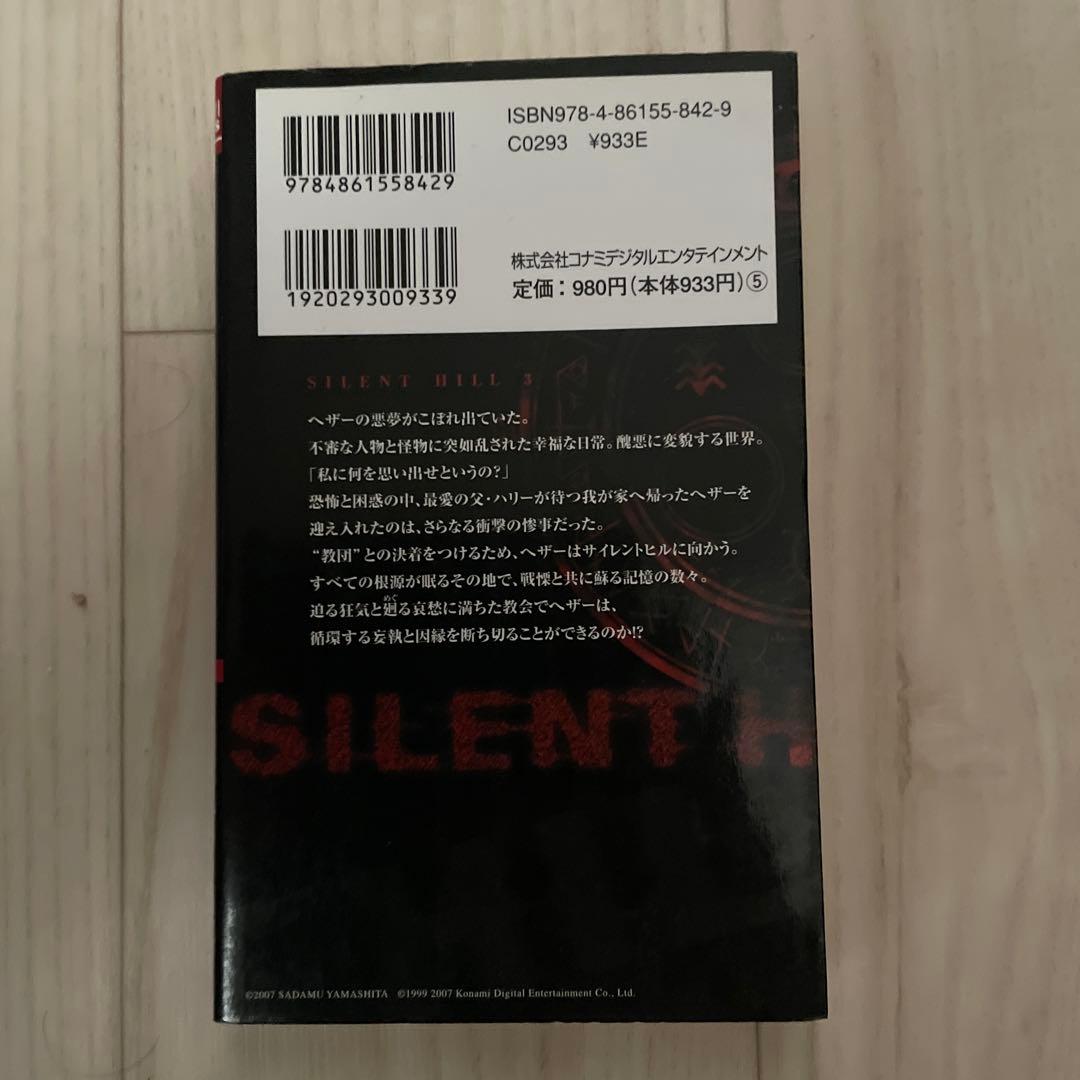 ISBN978-4-86155-842-9
C0293 ¥933E
9784861558429
1920293009339
株式会社コナミデジタルエンタテインメント
定価：980円（本体933円）⑤
SILENT HILL 3
ヘザーの悪夢がこぼれ出ていた。
不審な人物と怪物に突如乱された幸福な日常。醜悪に変貌する世界。
「私に何を思い出せというの？」
恐怖と困惑の中、最愛の父・ハリーが待つ我が家へ帰ったヘザーを
迎え入れたのは、さらなる衝撃の惨事だった。
“教団”との決着をつけるため、ヘザーはサイレントヒルに向かう。
すべての根源が眠るその地で、戦慄と共に蘇る記憶の数々。
めぐ
迫る狂気と廻る哀愁に満ちた教会でヘザーは、
循環する妄執と因縁を断ち切ることができるのか!?
SILENT H
©2007 SADAMU YAMASHITA ©1999 2007 Konami Digital Entertainment Co., Ltd.